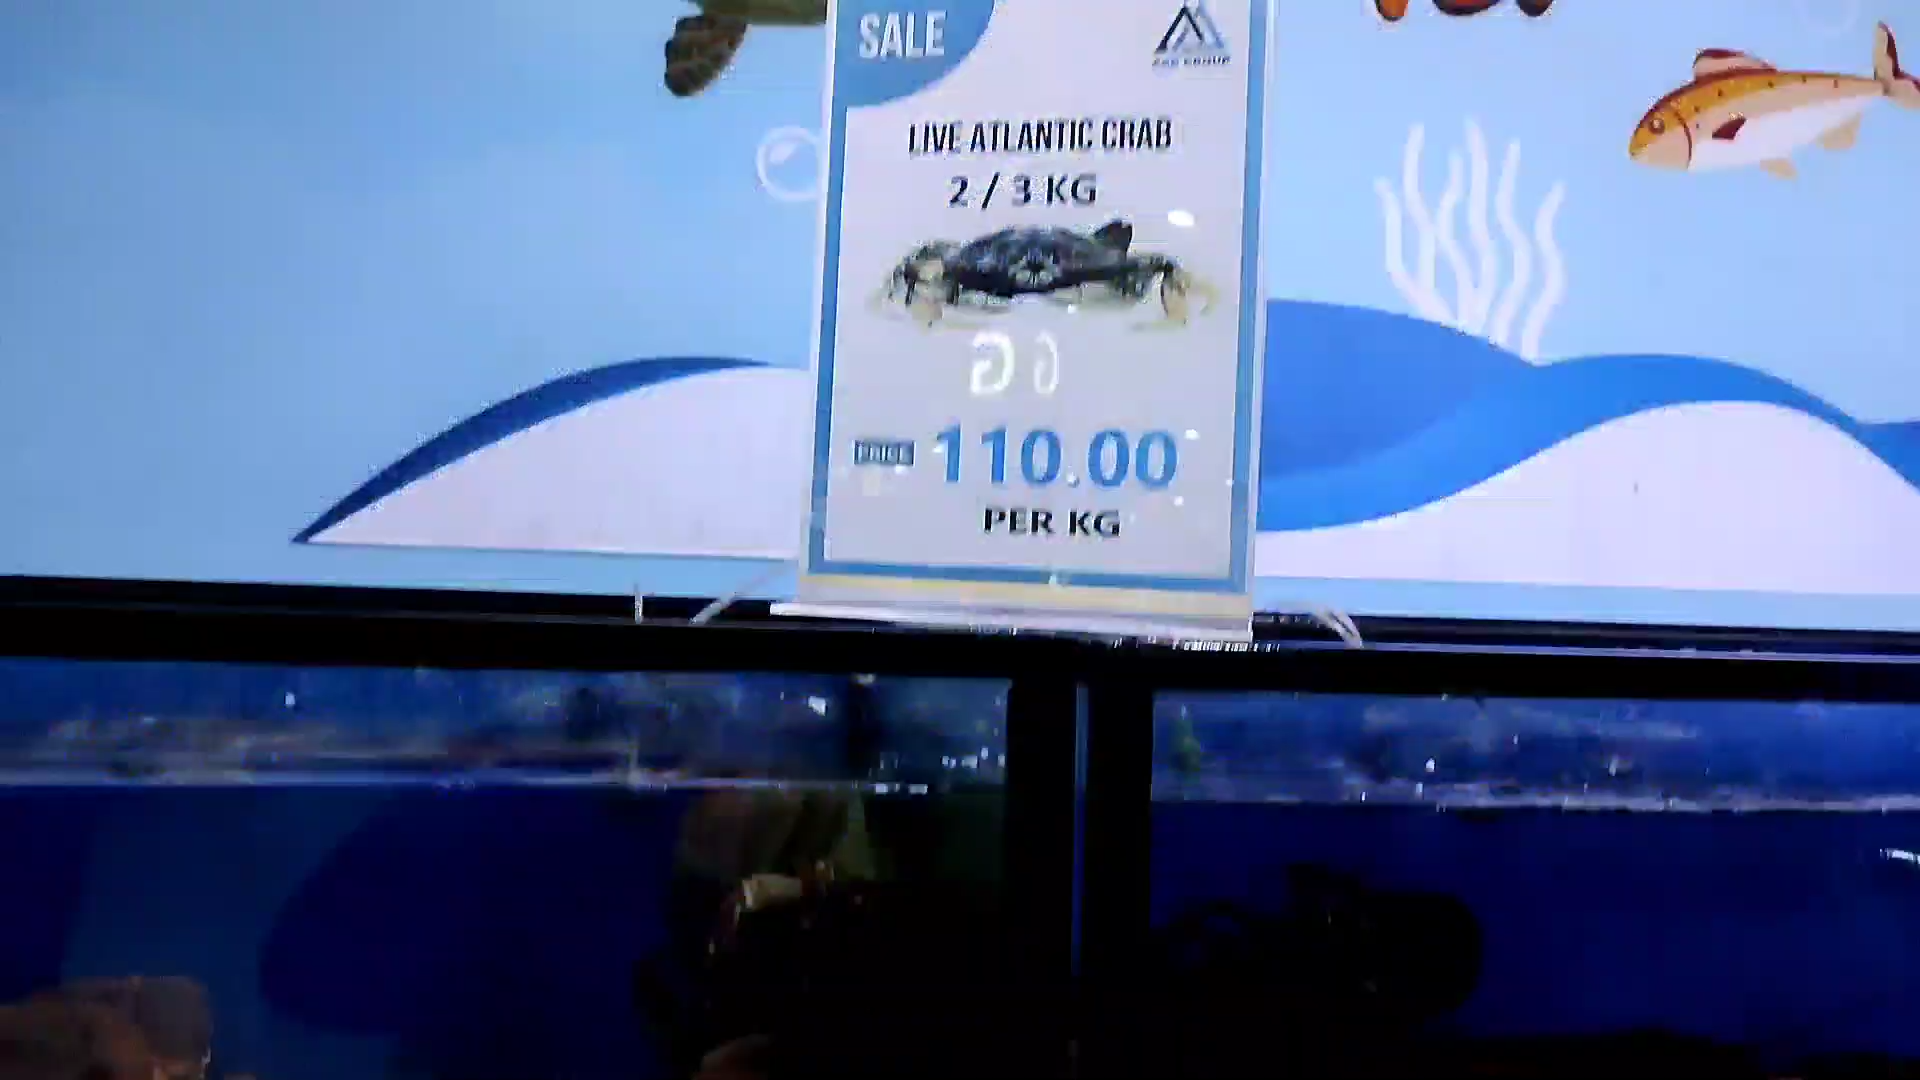 SALE
LIVE ATLANTIC CRAB
2 / 3 KG
110.00
PER KG